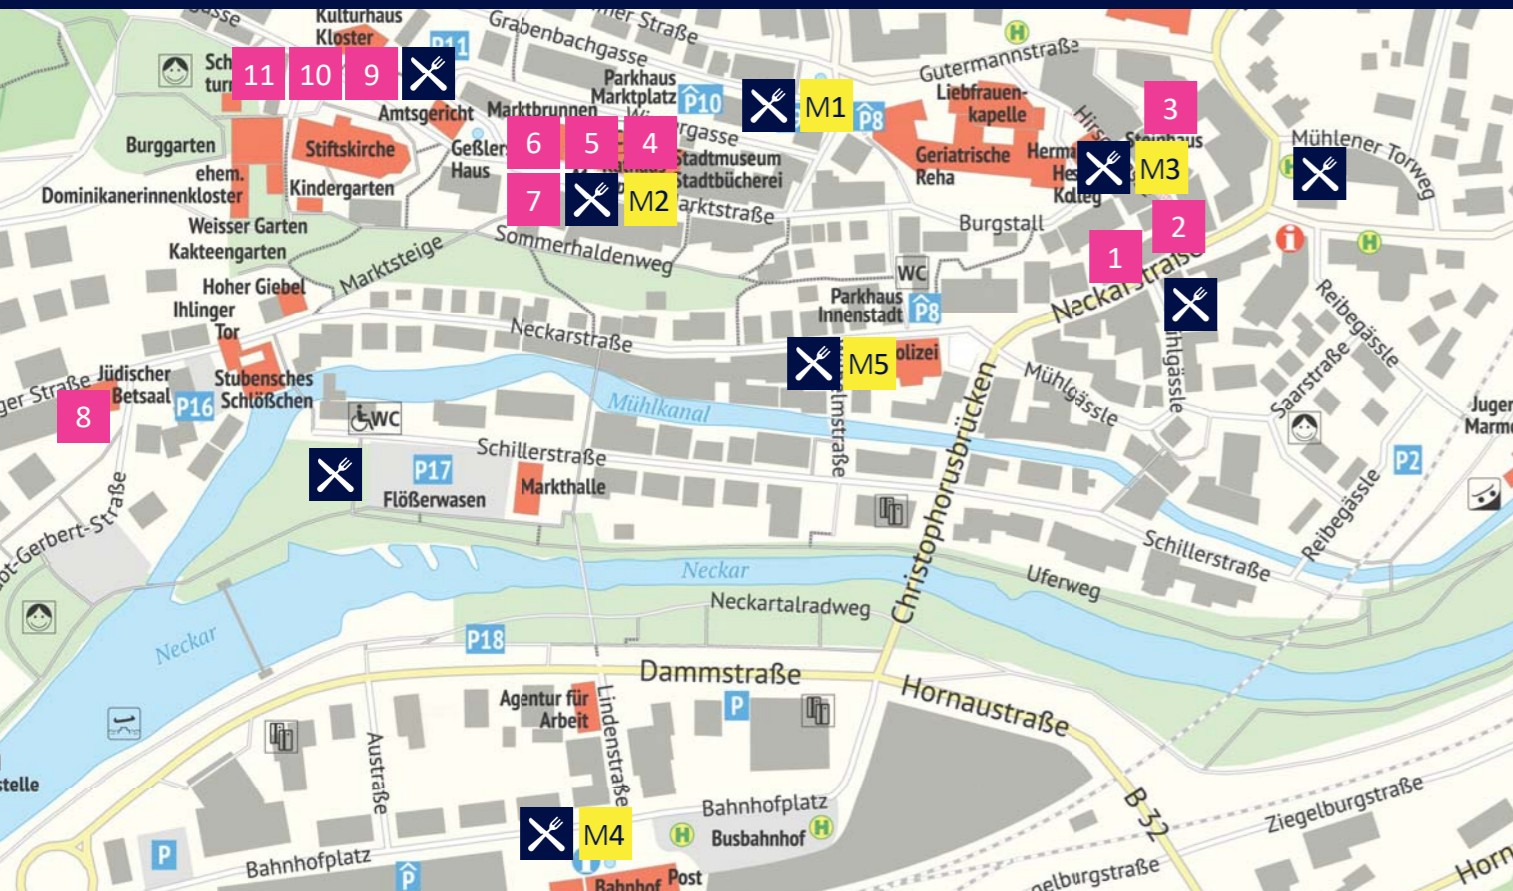 Kulturhaus
Kloster
P11
Grabenbachgasse
Straße
H
Gutermannstraße
11
10
9
Amtsgericht
Marktbrunnen
Parkhaus
Marktplatz
P10
M1
P8
Liebfrauen-
kapelle
3
Mühlener Torweg
H
Burggarten
Stiftskirche
Haus
6
5
4
Stadtmuseum
Stadtbücherei
Geriatrische
Reha
M3
ehem.
Dominikanerinnenkloster
Kindergarten
7
M2
Burgstall
2
1
Weisser Garten
Kakteengarten
Marktsteige
Sommerhaldenweg
WC
i
H
Neckarstraße
Hoher Giebel
Ihlinger
Tor
Neckarstraße
Parkhaus
Innenstadt
P8
Reibegässle
M5
Mühlgässle
Saarstraße
Jüdischer
Betsaal
P16
Stubensches
Schlößchen
8
WC
Mühlkanal
Schillerstraße
P17
Flößerwasen
Markthalle
Christophorusbrücken
P2
Reibegässle
Schillerstraße
Uferweg
Neckar
Neckartalradweg
Neckar
P18
Dammstraße
Hornaustraße
Agentur für
Arbeit
Lindenstraße
P
Austraße
B 32
Ziegelburgstraße
Bahnhofplatz
H
Busbahnhof
H
M4
P
Bahnhofplatz
P
Bahnhof
Post